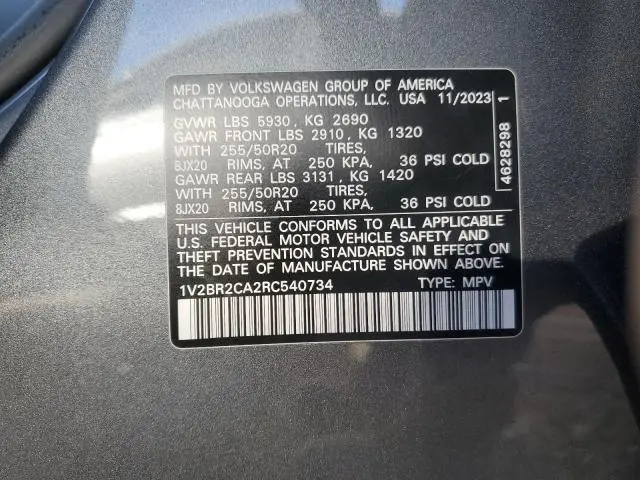 MFD BY VOLKSWAGEN GROUP OF AMERICA
CHATTANOOGA OPERATIONS, LLC. USA 11/2023
GVWR LBS 5930, KG 2690
GAWR FRONT LBS 2910, KG 1320
WITH 255/50R20 TIRES,
8JX20 RIMS, AT 250 KPA, 36 PSI COLD
GAWR REAR LBS 3131, KG 1420
WITH 255/50R20 TIRES,
8JX20 RIMS, AT 250 KPA, 36 PSI COLD
THIS VEHICLE CONFORMS TO ALL APPLICABLE
U.S. FEDERAL MOTOR VEHICLE SAFETY AND
THEFT PREVENTION STANDARDS IN EFFECT ON
THE DATE OF MANUFACTURE SHOWN ABOVE.
1V2BR2CA2RC540734 TYPE: MPV
4628298 1